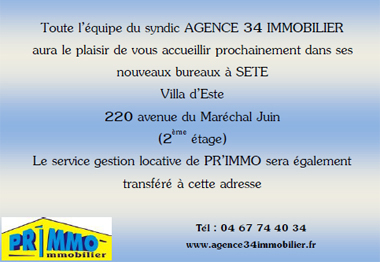 Toute l'équipe du syndic AGENCE 34 IMMOBILIER
aura le plaisir de vous accueillir prochainement dans ses
nouveaux bureaux à SETE
Villa d'Este
220 avenue du Maréchal Juin
(2ème étage)
Le service gestion locative de PR'IMMO sera également
transféré à cette adresse
PR'IMMO
immobilier
Tél : 04 67 74 40 34
www.agence34immobilier.fr